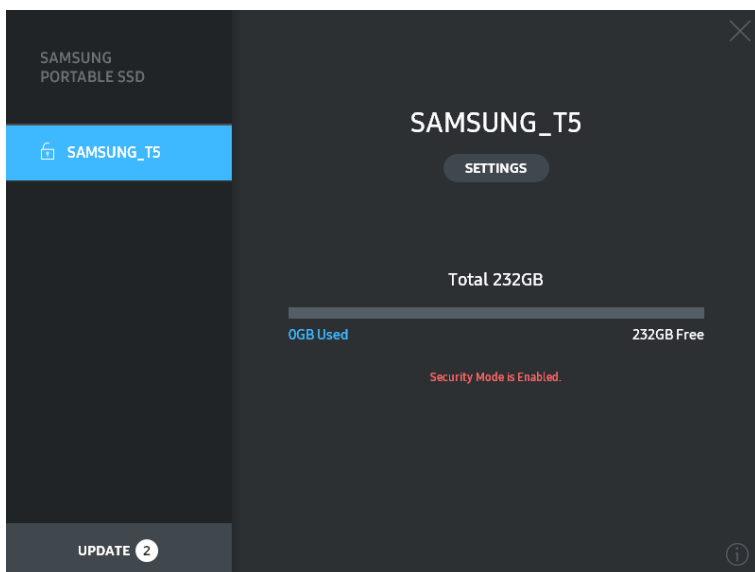 SAMSUNG
PORTABLE SSD
SAMSUNG_T5
SAMSUNG_T5
SETTINGS
Total 232GB
0GB Used
232GB Free
Security Mode is Enabled.
UPDATE 2